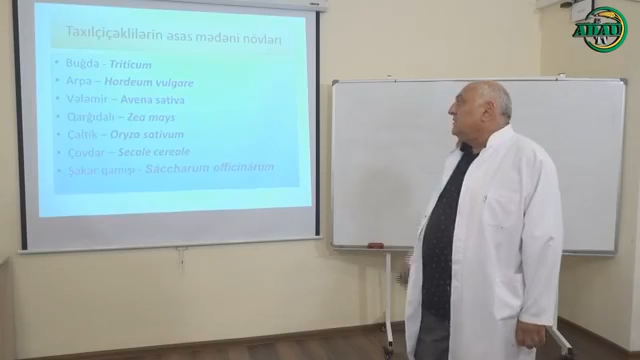 Taxılçiçəklilərin əsas mədəni növləri
• Buğda - Triticum
• Arpa – Hordeum vulgare
• Vələmir – Avena sativa
• Qarğıdalı – Zea mays
• Çəltik – Oryza sativum
• Çovdar – Secale cereale
• Şəkər qamışı - Saccharum officinarum
ADAU
TV